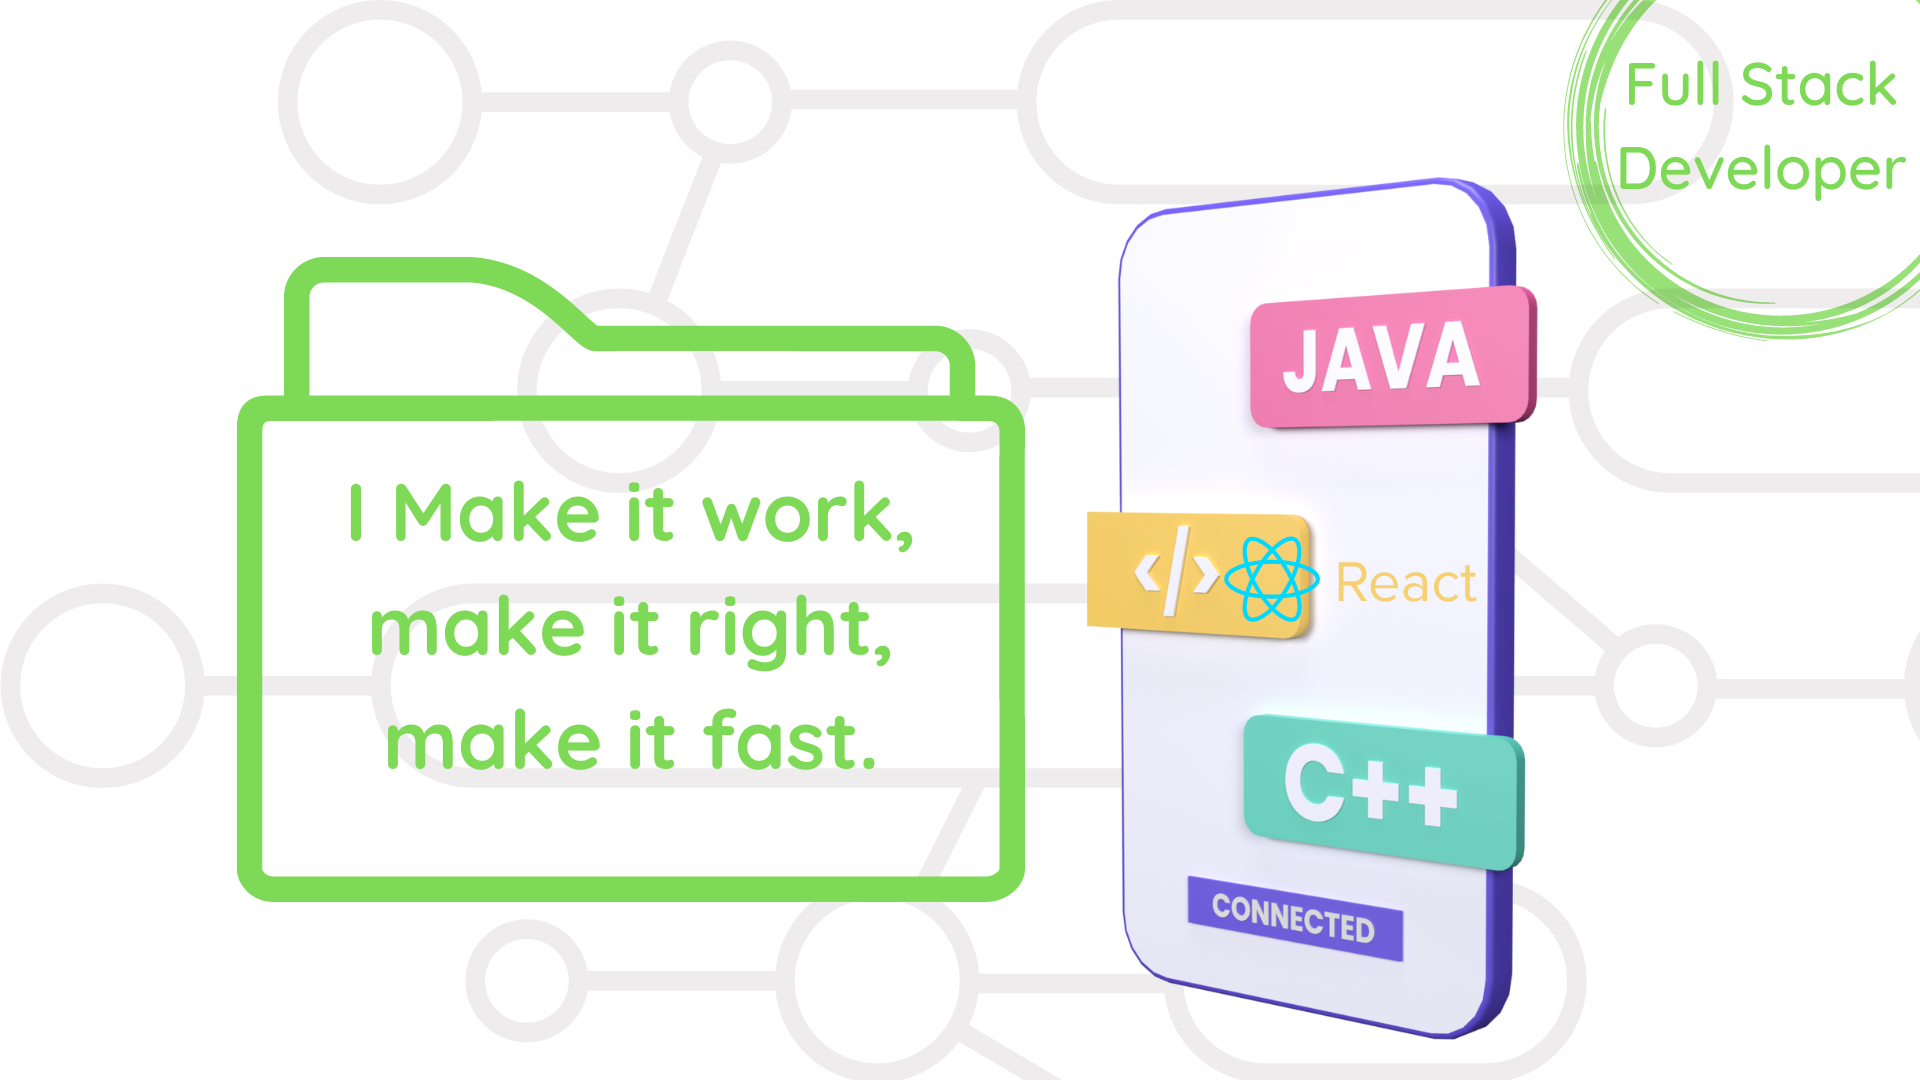 Full Stack
Developer
I Make it work,
make it right,
make it fast.
JAVA
</> React
C++
CONNECTED